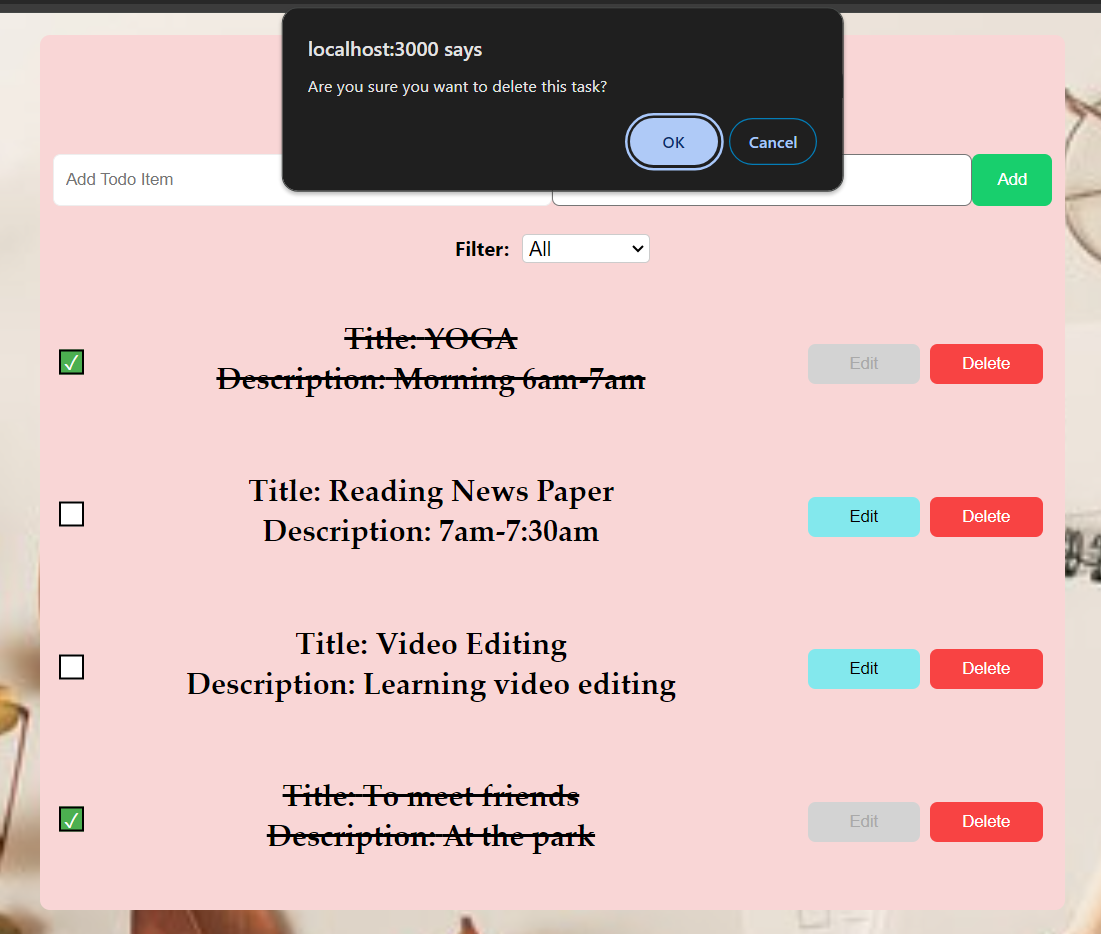 localhost:3000 says
Are you sure you want to delete this task?
OK
Cancel
Add Todo Item
Add
Filter:
All
Title: YOGA
Description: Morning 6am-7am
Edit
Delete
Title: Reading News Paper
Description: 7am-7:30am
Edit
Delete
Title: Video Editing
Description: Learning video editing
Edit
Delete
Title: To meet friends
Description: At the park
Edit
Delete